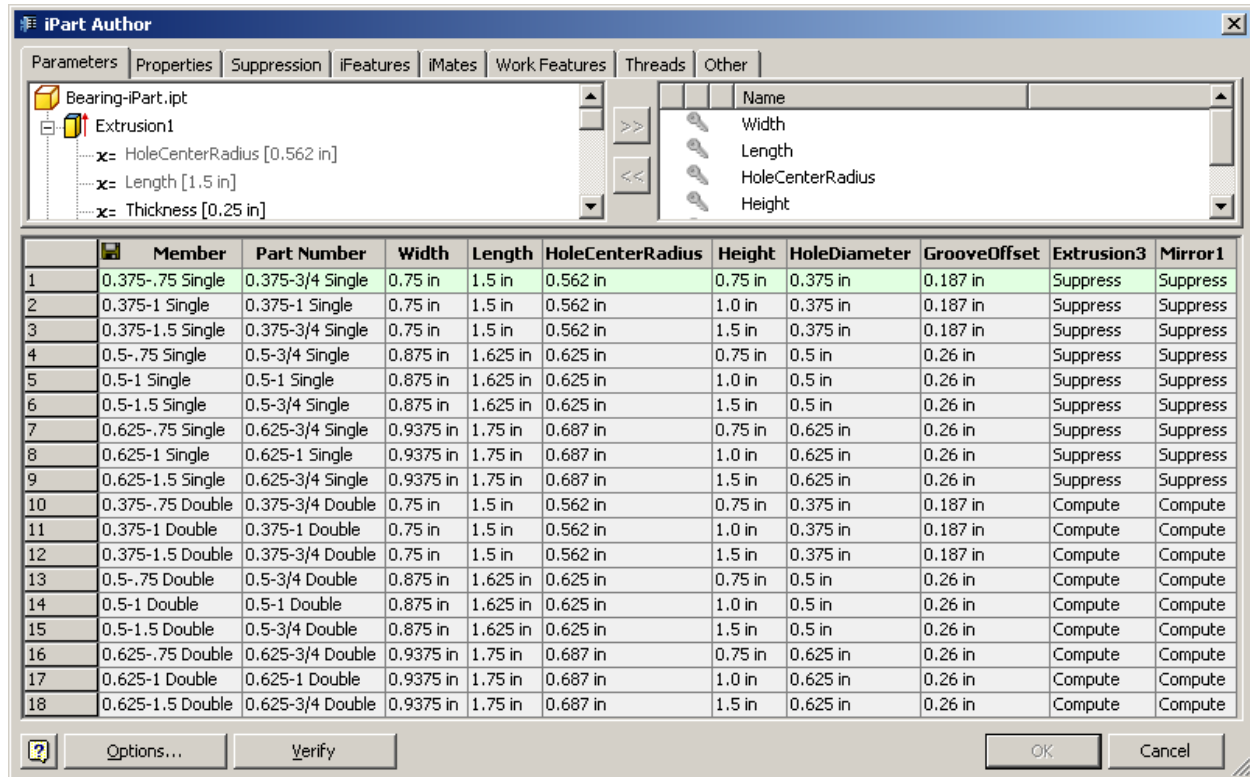 iPart Author
Parameters Properties Suppression iFeatures iMates Work Features Threads Other
Bearing-iPart.ipt
Extrusion1
x= HoleCenterRadius [0.562 in]
x= Length [1.5 in]
x= Thickness [0.25 in]
>>
<<
Name
Width
Length
HoleCenterRadius
Height
Member Part Number Width Length HoleCenterRadius Height HoleDiameter GrooveOffset Extrusion3 Mirror1
1 0.375-.75 Single 0.375-3/4 Single 0.75 in 1.5 in 0.562 in 0.75 in 0.375 in 0.187 in Suppress Suppress
2 0.375-1 Single 0.375-1 Single 0.75 in 1.5 in 0.562 in 1.0 in 0.375 in 0.187 in Suppress Suppress
3 0.375-1.5 Single 0.375-3/4 Single 0.75 in 1.5 in 0.562 in 1.5 in 0.375 in 0.187 in Suppress Suppress
4 0.5-.75 Single 0.5-3/4 Single 0.875 in 1.625 in 0.625 in 0.75 in 0.5 in 0.26 in Suppress Suppress
5 0.5-1 Single 0.5-1 Single 0.875 in 1.625 in 0.625 in 1.0 in 0.5 in 0.26 in Suppress Suppress
6 0.5-1.5 Single 0.5-3/4 Single 0.875 in 1.625 in 0.625 in 1.5 in 0.5 in 0.26 in Suppress Suppress
7 0.625-.75 Single 0.625-3/4 Single 0.9375 in 1.75 in 0.687 in 0.75 in 0.625 in 0.26 in Suppress Suppress
8 0.625-1 Single 0.625-1 Single 0.9375 in 1.75 in 0.687 in 1.0 in 0.625 in 0.26 in Suppress Suppress
9 0.625-1.5 Single 0.625-3/4 Single 0.9375 in 1.75 in 0.687 in 1.5 in 0.625 in 0.26 in Suppress Suppress
10 0.375-.75 Double 0.375-3/4 Double 0.75 in 1.5 in 0.562 in 0.75 in 0.375 in 0.187 in Compute Compute
11 0.375-1 Double 0.375-1 Double 0.75 in 1.5 in 0.562 in 1.0 in 0.375 in 0.187 in Compute Compute
12 0.375-1.5 Double 0.375-3/4 Double 0.75 in 1.5 in 0.562 in 1.5 in 0.375 in 0.187 in Compute Compute
13 0.5-.75 Double 0.5-3/4 Double 0.875 in 1.625 in 0.625 in 0.75 in 0.5 in 0.26 in Compute Compute
14 0.5-1 Double 0.5-1 Double 0.875 in 1.625 in 0.625 in 1.0 in 0.5 in 0.26 in Compute Compute
15 0.5-1.5 Double 0.5-3/4 Double 0.875 in 1.625 in 0.625 in 1.5 in 0.5 in 0.26 in Compute Compute
16 0.625-.75 Double 0.625-3/4 Double 0.9375 in 1.75 in 0.687 in 0.75 in 0.625 in 0.26 in Compute Compute
17 0.625-1 Double 0.625-1 Double 0.9375 in 1.75 in 0.687 in 1.0 in 0.625 in 0.26 in Compute Compute
18 0.625-1.5 Double 0.625-3/4 Double 0.9375 in 1.75 in 0.687 in 1.5 in 0.625 in 0.26 in Compute Compute
? Options... Verify OK Cancel